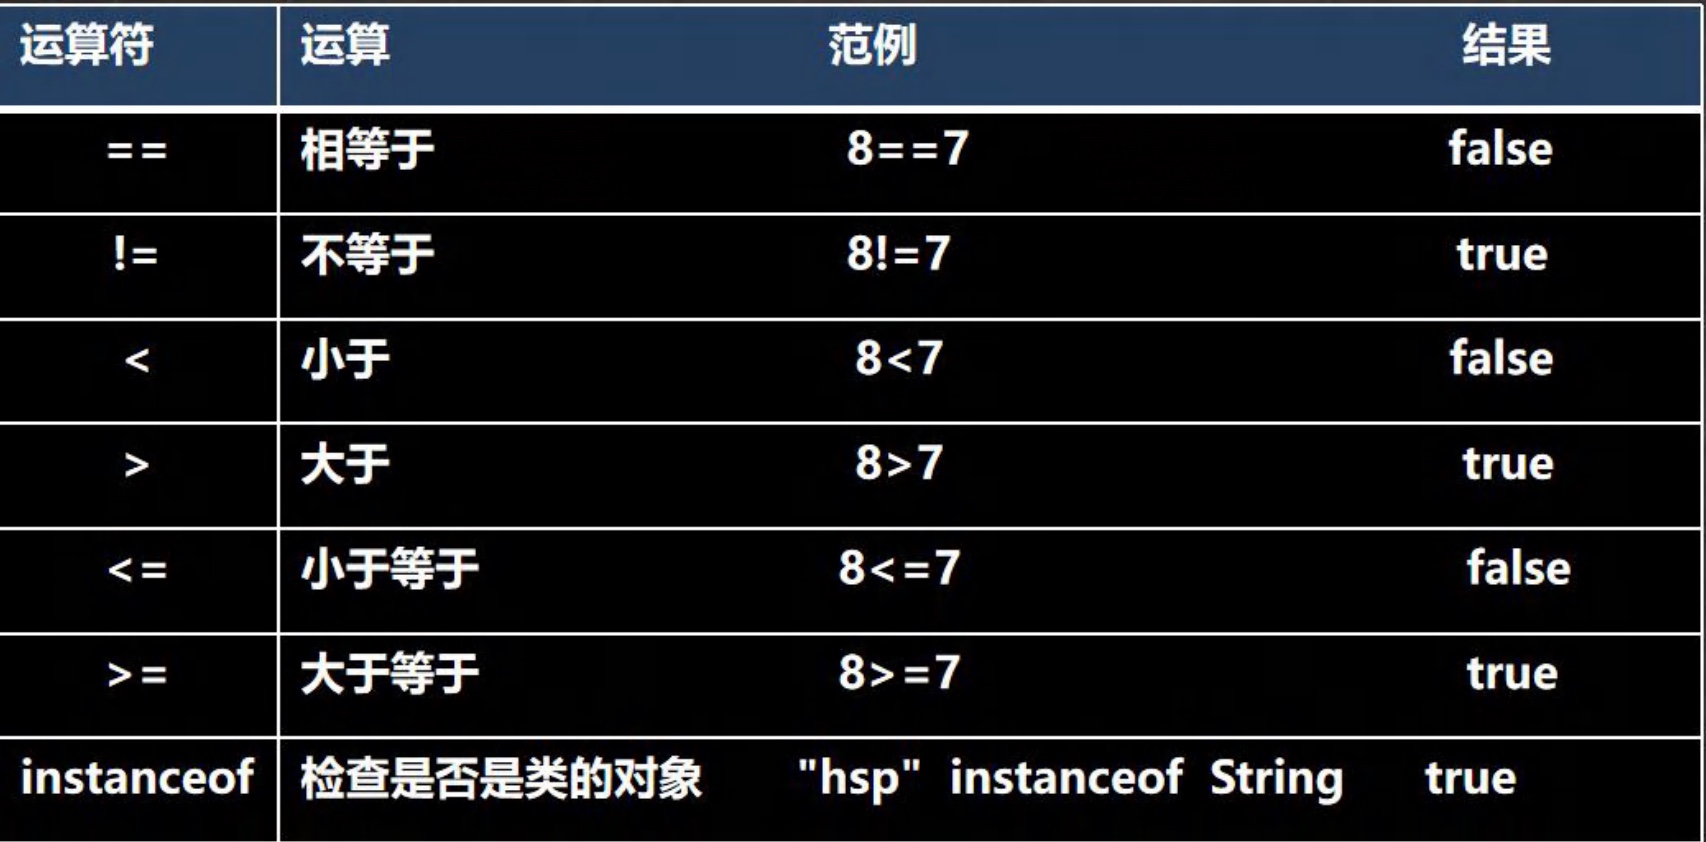 运算符 运算 范例 结果
== 相等于 8==7 false
!= 不等于 8!=7 true
< 小于 8<7 false
> 大于 8>7 true
<= 小于等于 8<=7 false
>= 大于等于 8>=7 true
instanceof 检查是否是类的对象 "hsp" instanceof String true